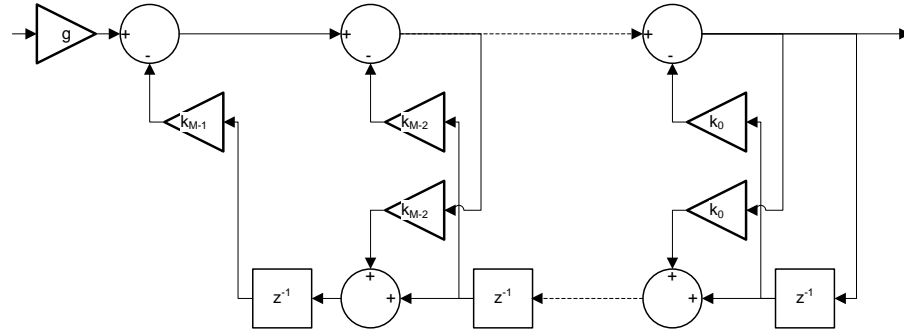 g
+
-
+
-
+
-
k_{M-1}
k_{M-2}
k_0
k_{M-2}
k_0
z^{-1}
+
+
z^{-1}
+
+
z^{-1}